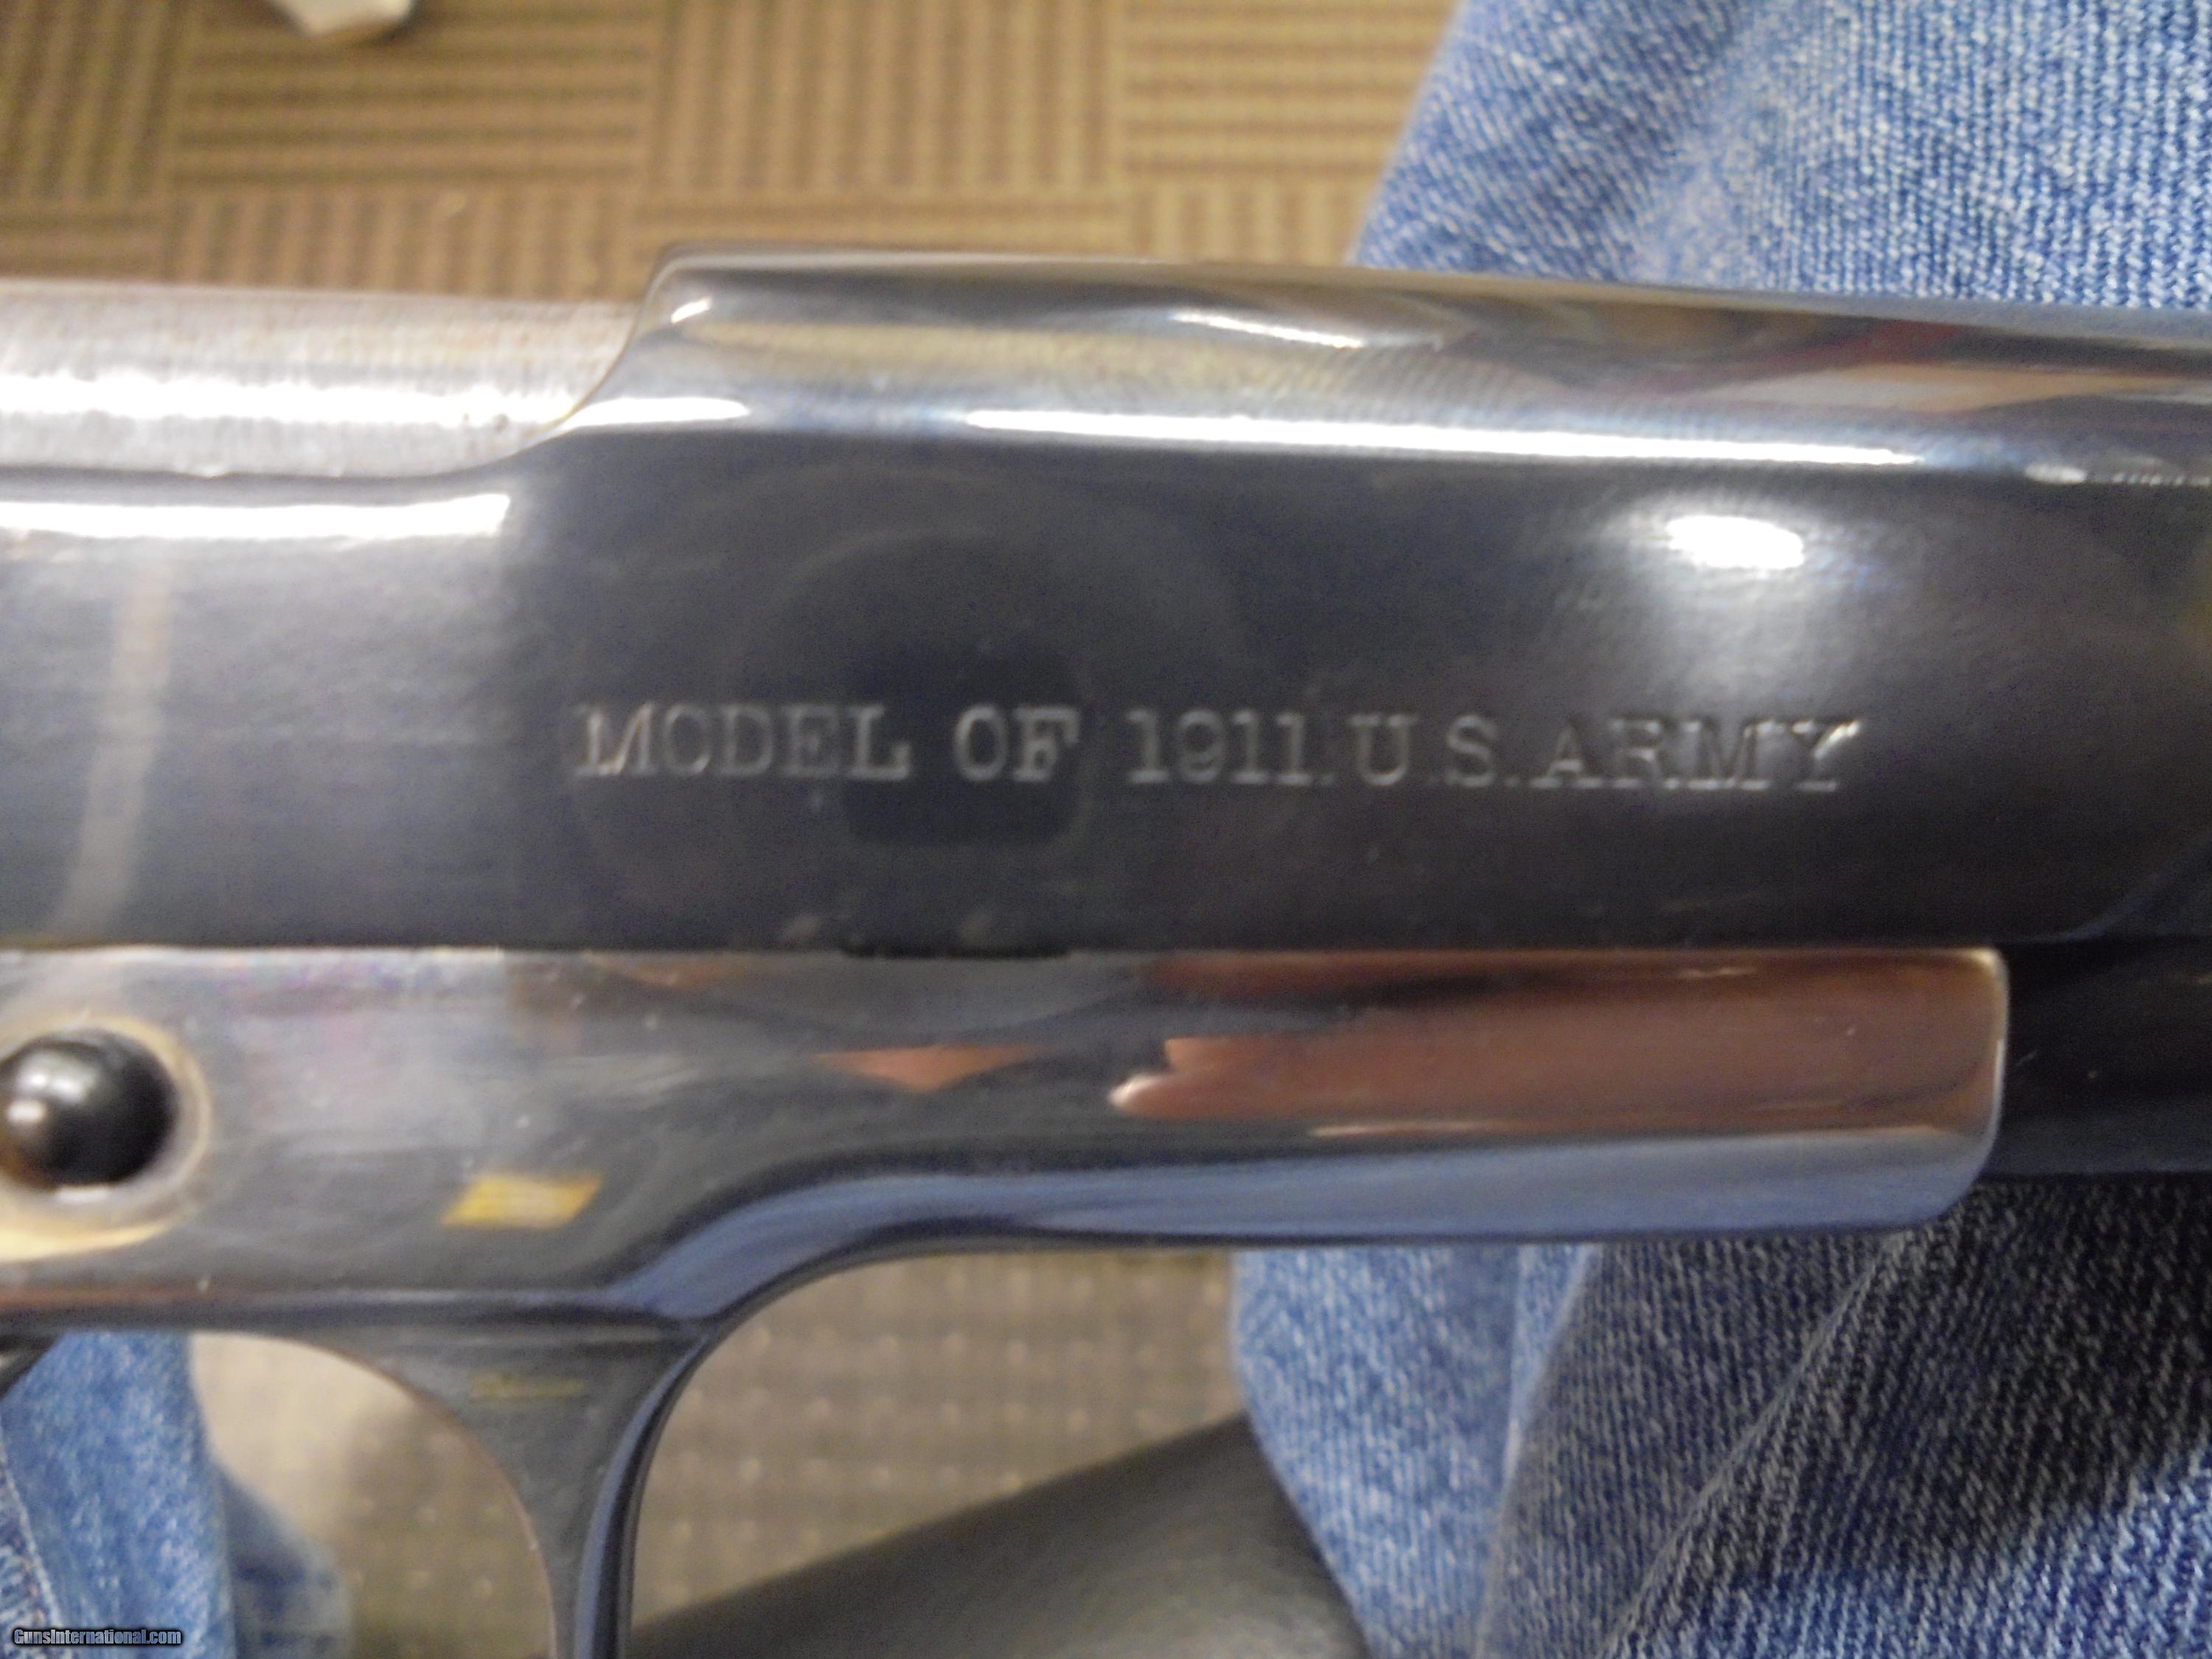 MODEL OF 1911.U.S.ARMY
GunsInternational.com